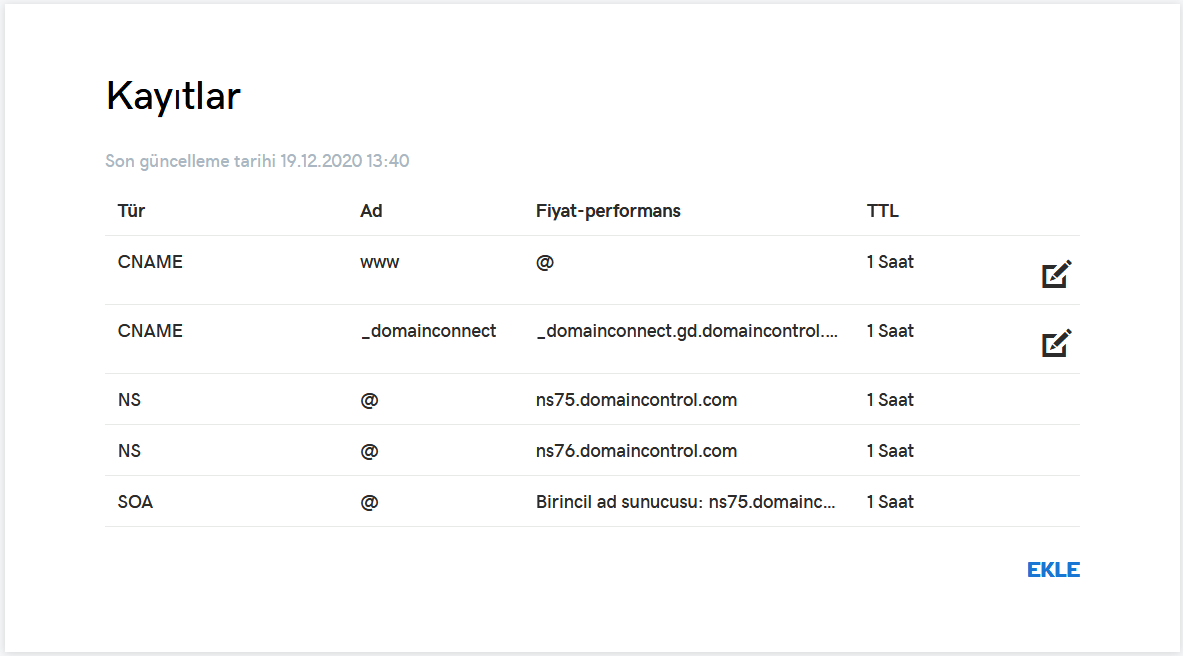 Kayıtlar
Son güncelleme tarihi 19.12.2020 13:40
Tür Ad Fiyat-performans TTL
CNAME www @ 1 Saat
CNAME _domainconnect _domainconnect.gd.domaincontrol.... 1 Saat
NS @ ns75.domaincontrol.com 1 Saat
NS @ ns76.domaincontrol.com 1 Saat
SOA @ Birincil ad sunucusu: ns75.domainc... 1 Saat
EKLE